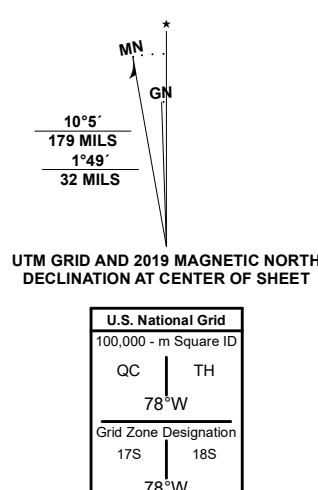 ★
MN
GN
10°5´
179 MILS
1°49´
32 MILS
UTM GRID AND 2019 MAGNETIC NORTH
DECLINATION AT CENTER OF SHEET
U.S. National Grid
100,000 - m Square ID
QC TH
78°W
Grid Zone Designation
17S 18S
78°W